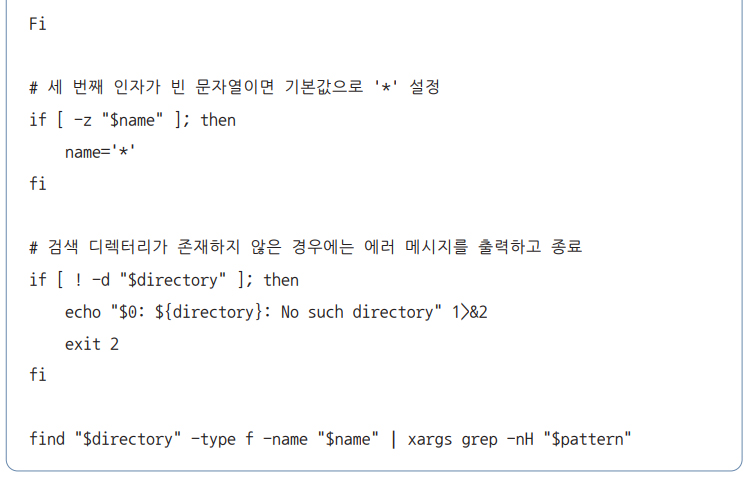 Fi
# 세 번째 인자가 빈 문자열이면 기본값으로 '*' 설정
if [ -z "$name" ]; then
    name='*'
fi
# 검색 디렉터리가 존재하지 않은 경우에는 에러 메시지를 출력하고 종료
if [ ! -d "$directory" ]; then
    echo "$0: ${directory}: No such directory" 1>&2
    exit 2
fi
find "$directory" -type f -name "$name" | xargs grep -nH "$pattern"